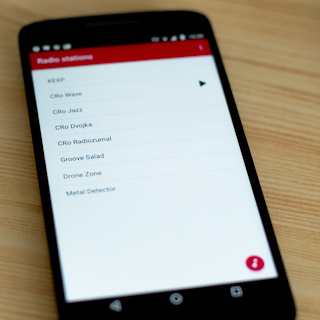 Radio stations
KEXP
CRo Wave
CRo Jazz
CRo Dvojka
CRo Radiozurnal
Groove Salad
Drone Zone
Metal Detector